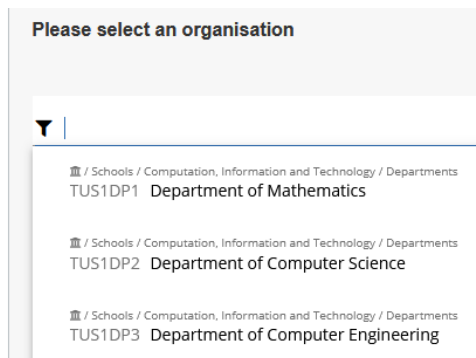 Please select an organisation
/ Schools / Computation, Information and Technology / Departments
TUS1DP1 Department of Mathematics
/ Schools / Computation, Information and Technology / Departments
TUS1DP2 Department of Computer Science
/ Schools / Computation, Information and Technology / Departments
TUS1DP3 Department of Computer Engineering